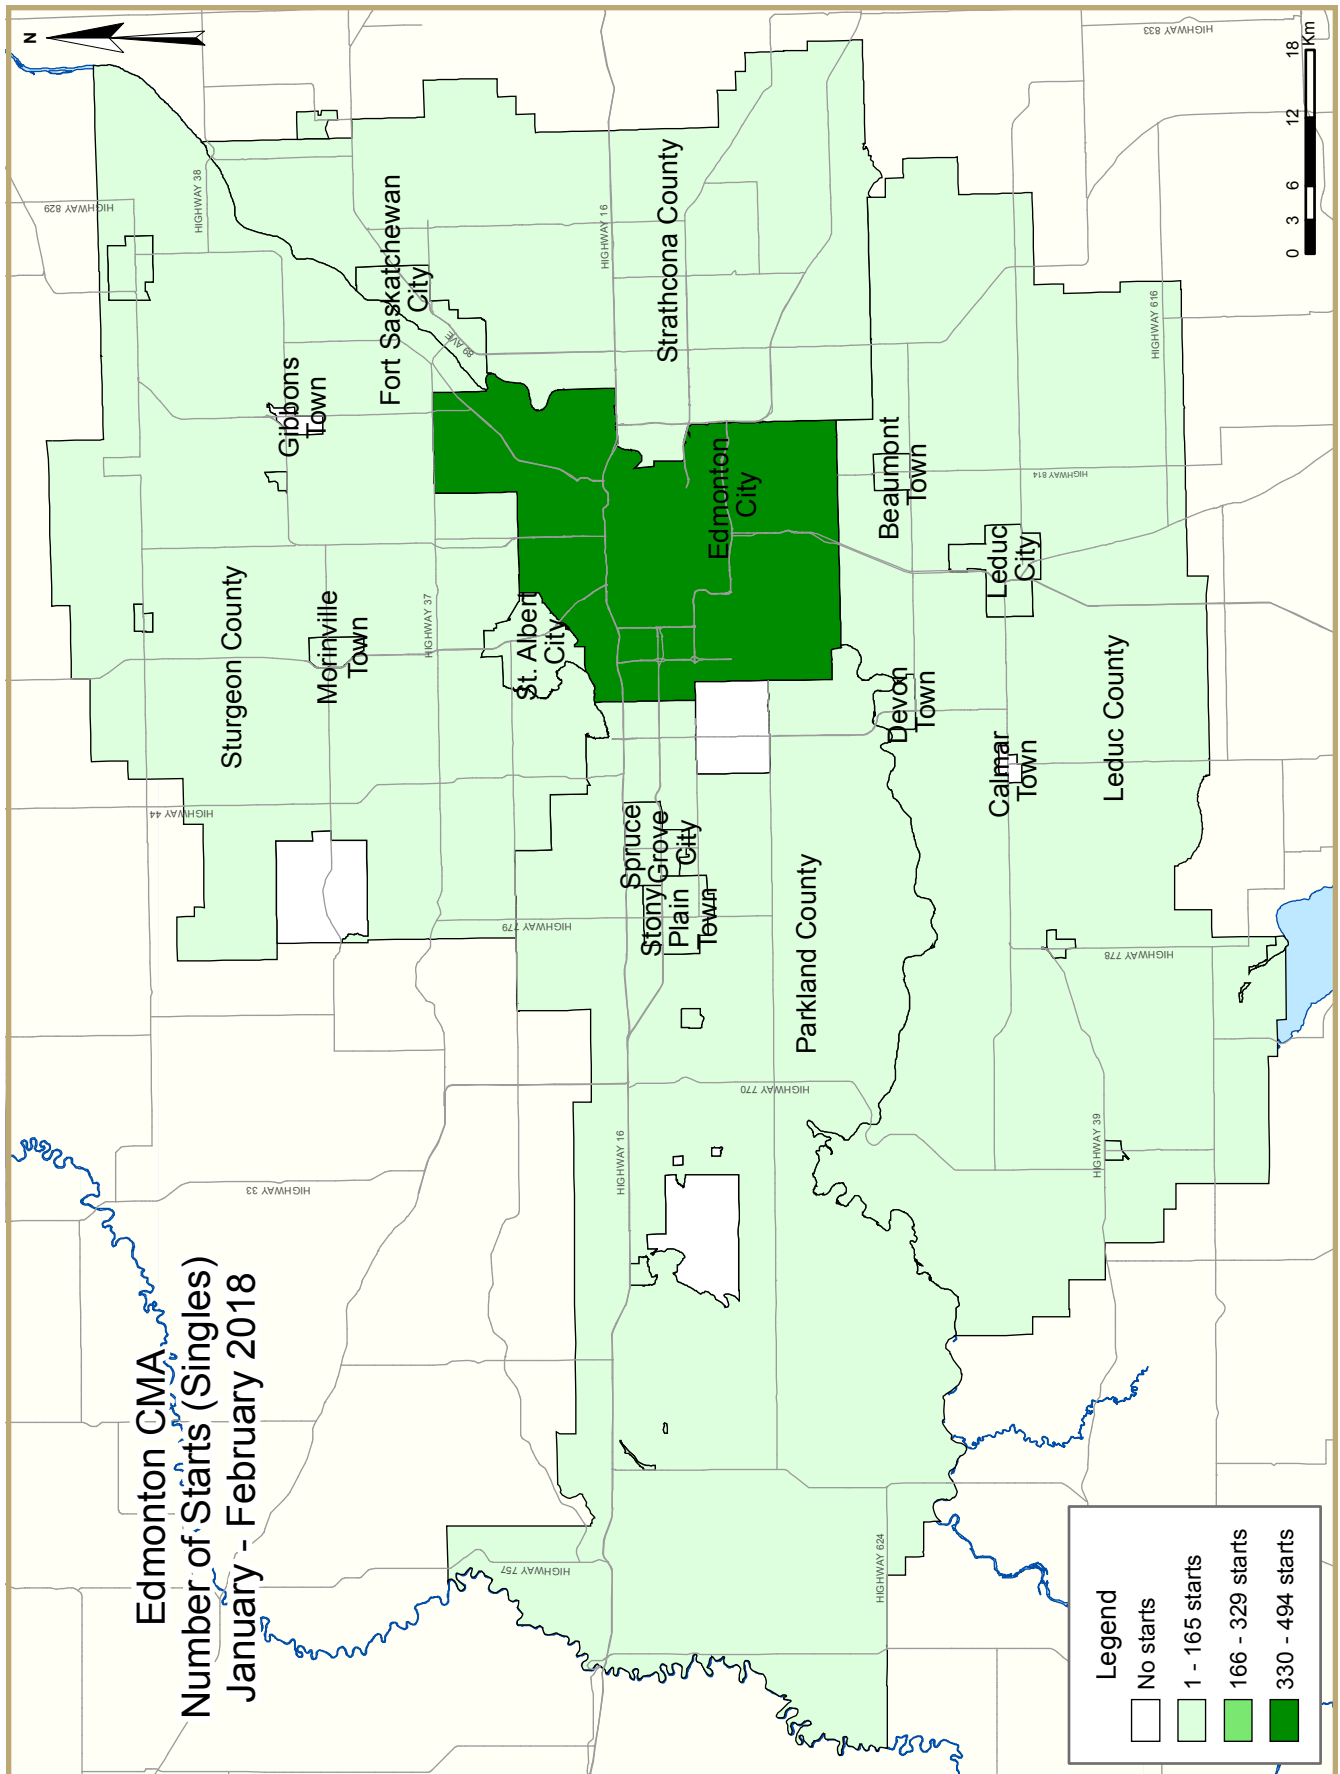 Edmonton CMA
Number of Starts (Singles)
January - February 2018
N
HIGHWAY 829
HIGHWAY 38
HIGHWAY 833
HIGHWAY 44
HIGHWAY 37
HIGHWAY 779
HIGHWAY 33
HIGHWAY 16
HIGHWAY 16
HIGHWAY 757
HIGHWAY 770
HIGHWAY 624
HIGHWAY 778
HIGHWAY 39
HIGHWAY 814
HIGHWAY 616
89 AVE
Gibbons
Town
Fort Saskatchewan
City
Sturgeon County
Morinville
Town
St. Albert
City
Strathcona County
Edmonton
City
Spruce
Grove
City
Stony
Plain
Town
Parkland County
Beaumont
Town
Leduc
City
Devon
Town
Calmar
Town
Leduc County
Legend
No starts
1 - 165 starts
166 - 329 starts
330 - 494 starts
0 3 6 12 18
Km